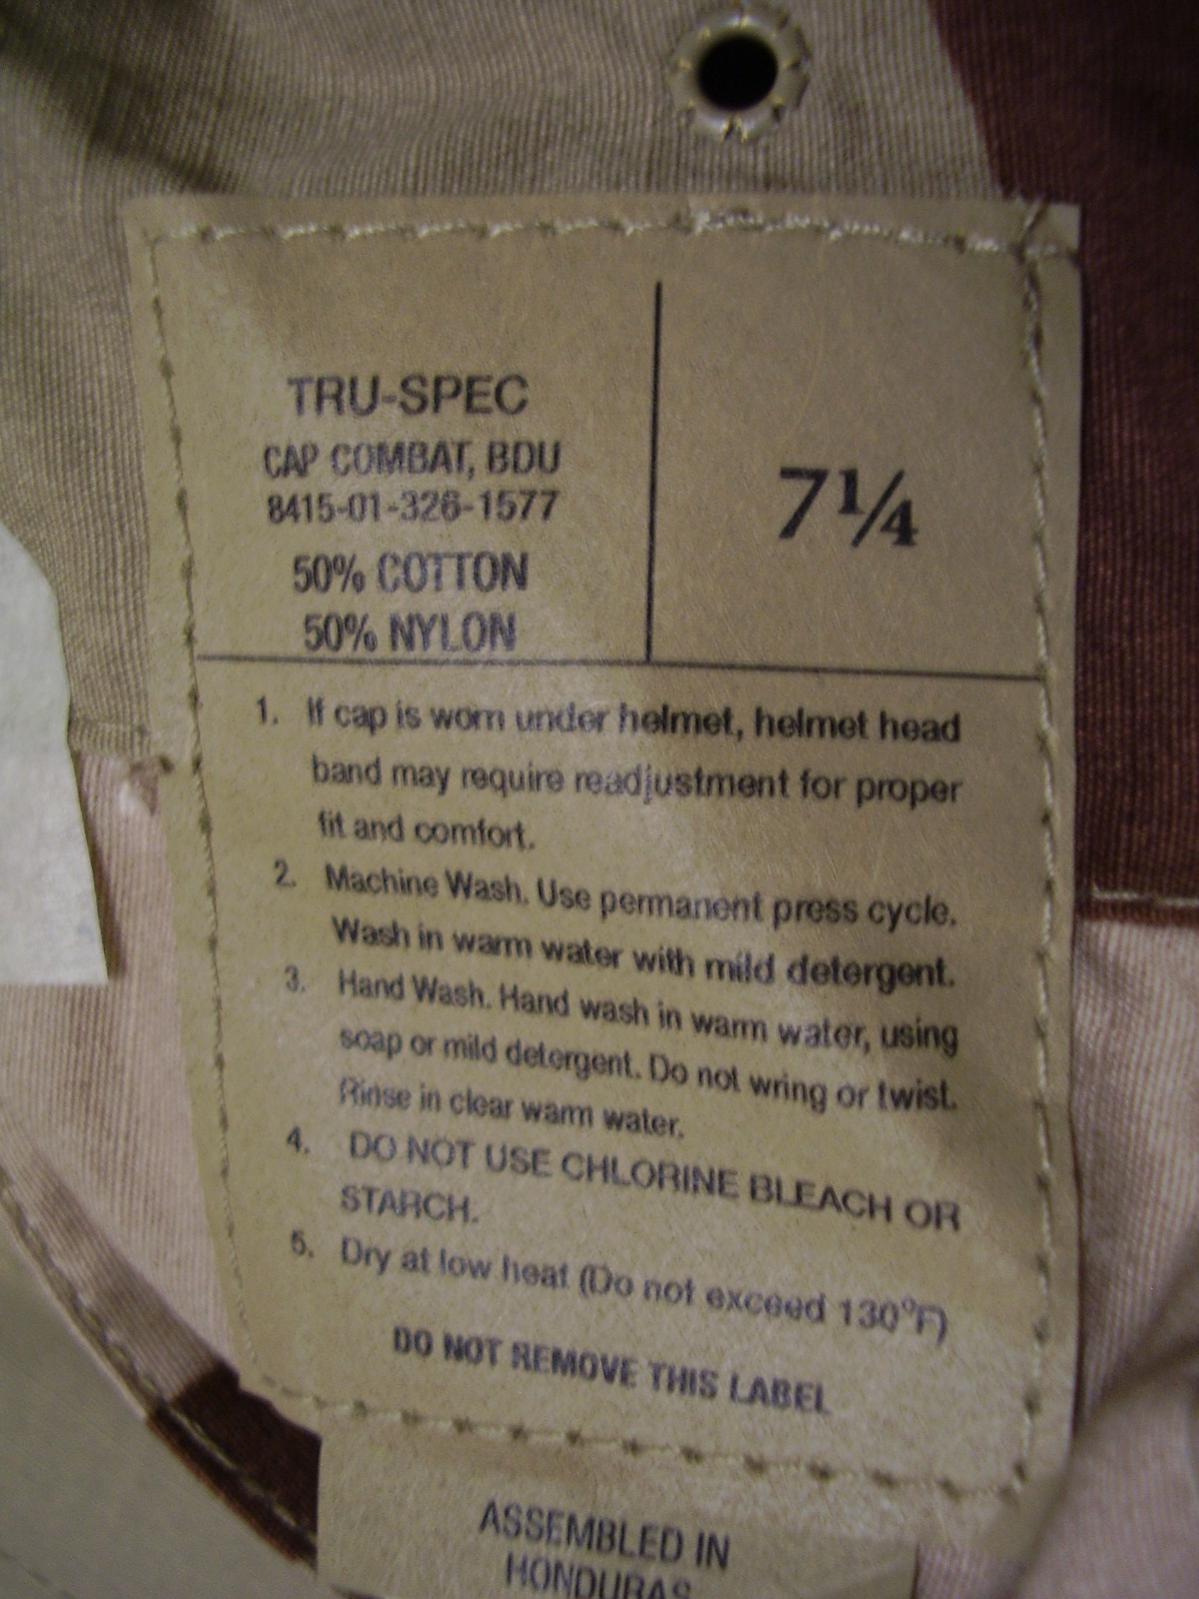 TRU-SPEC
CAP COMBAT, BDU
8415-01-326-1577
50% COTTON
50% NYLON
7¼
1. If cap is worn under helmet, helmet head
band may require readjustment for proper
fit and comfort.
2. Machine Wash. Use permanent press cycle.
Wash in warm water with mild detergent.
3. Hand Wash. Hand wash in warm water, using
soap or mild detergent. Do not wring or twist.
Rinse in clear warm water.
4. DO NOT USE CHLORINE BLEACH OR
STARCH.
5. Dry at low heat (Do not exceed 130°F)
DO NOT REMOVE THIS LABEL
ASSEMBLED IN
HONDURAS